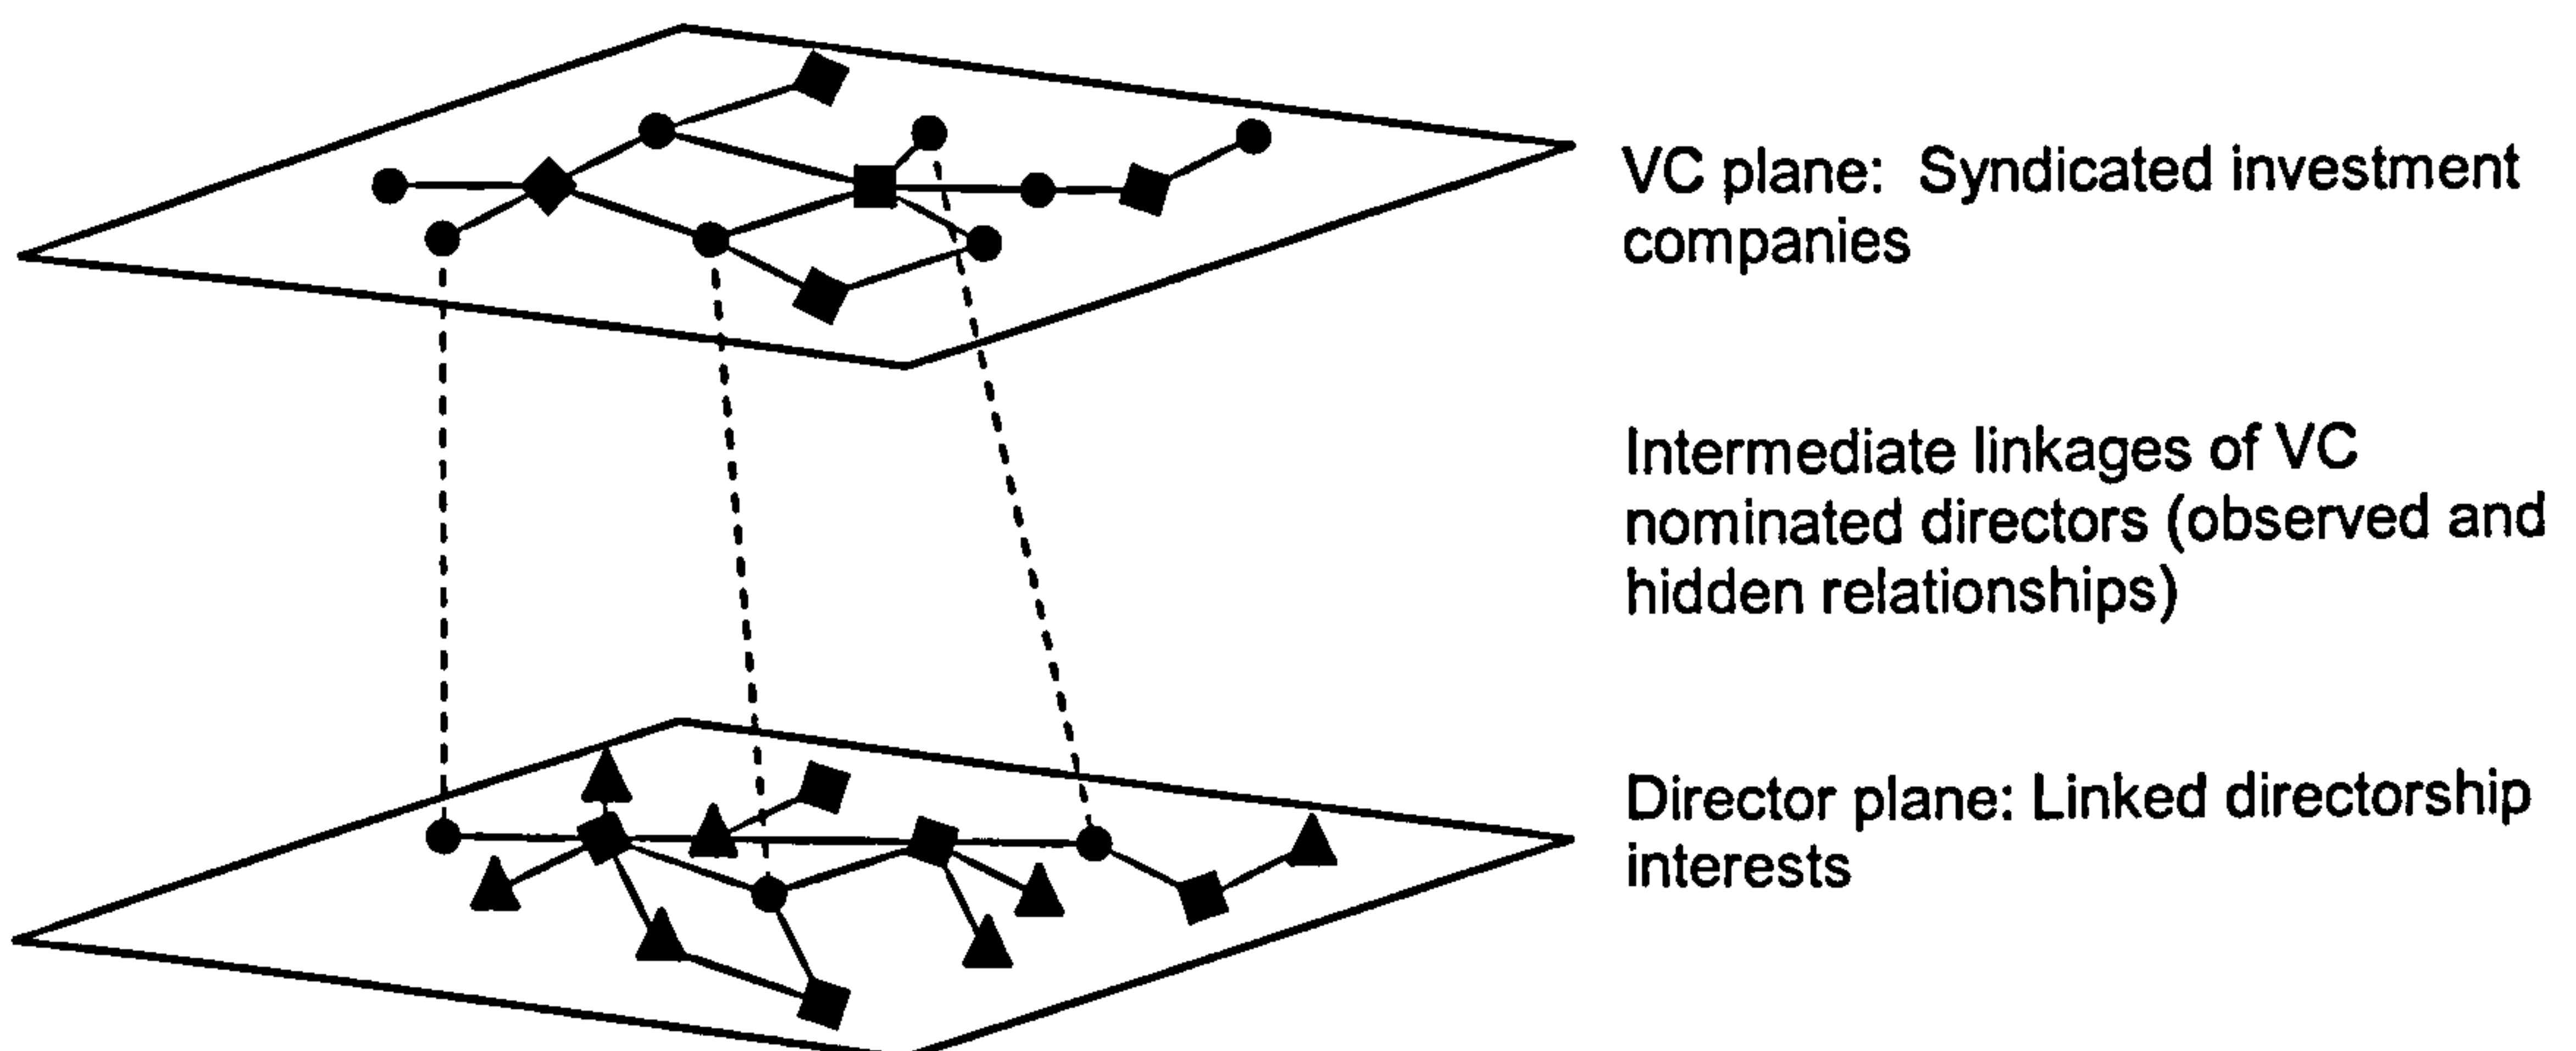 VC plane:  Syndicated investment
companies
Intermediate linkages of VC
nominated directors (observed and
hidden relationships)
Director plane: Linked directorship
interests